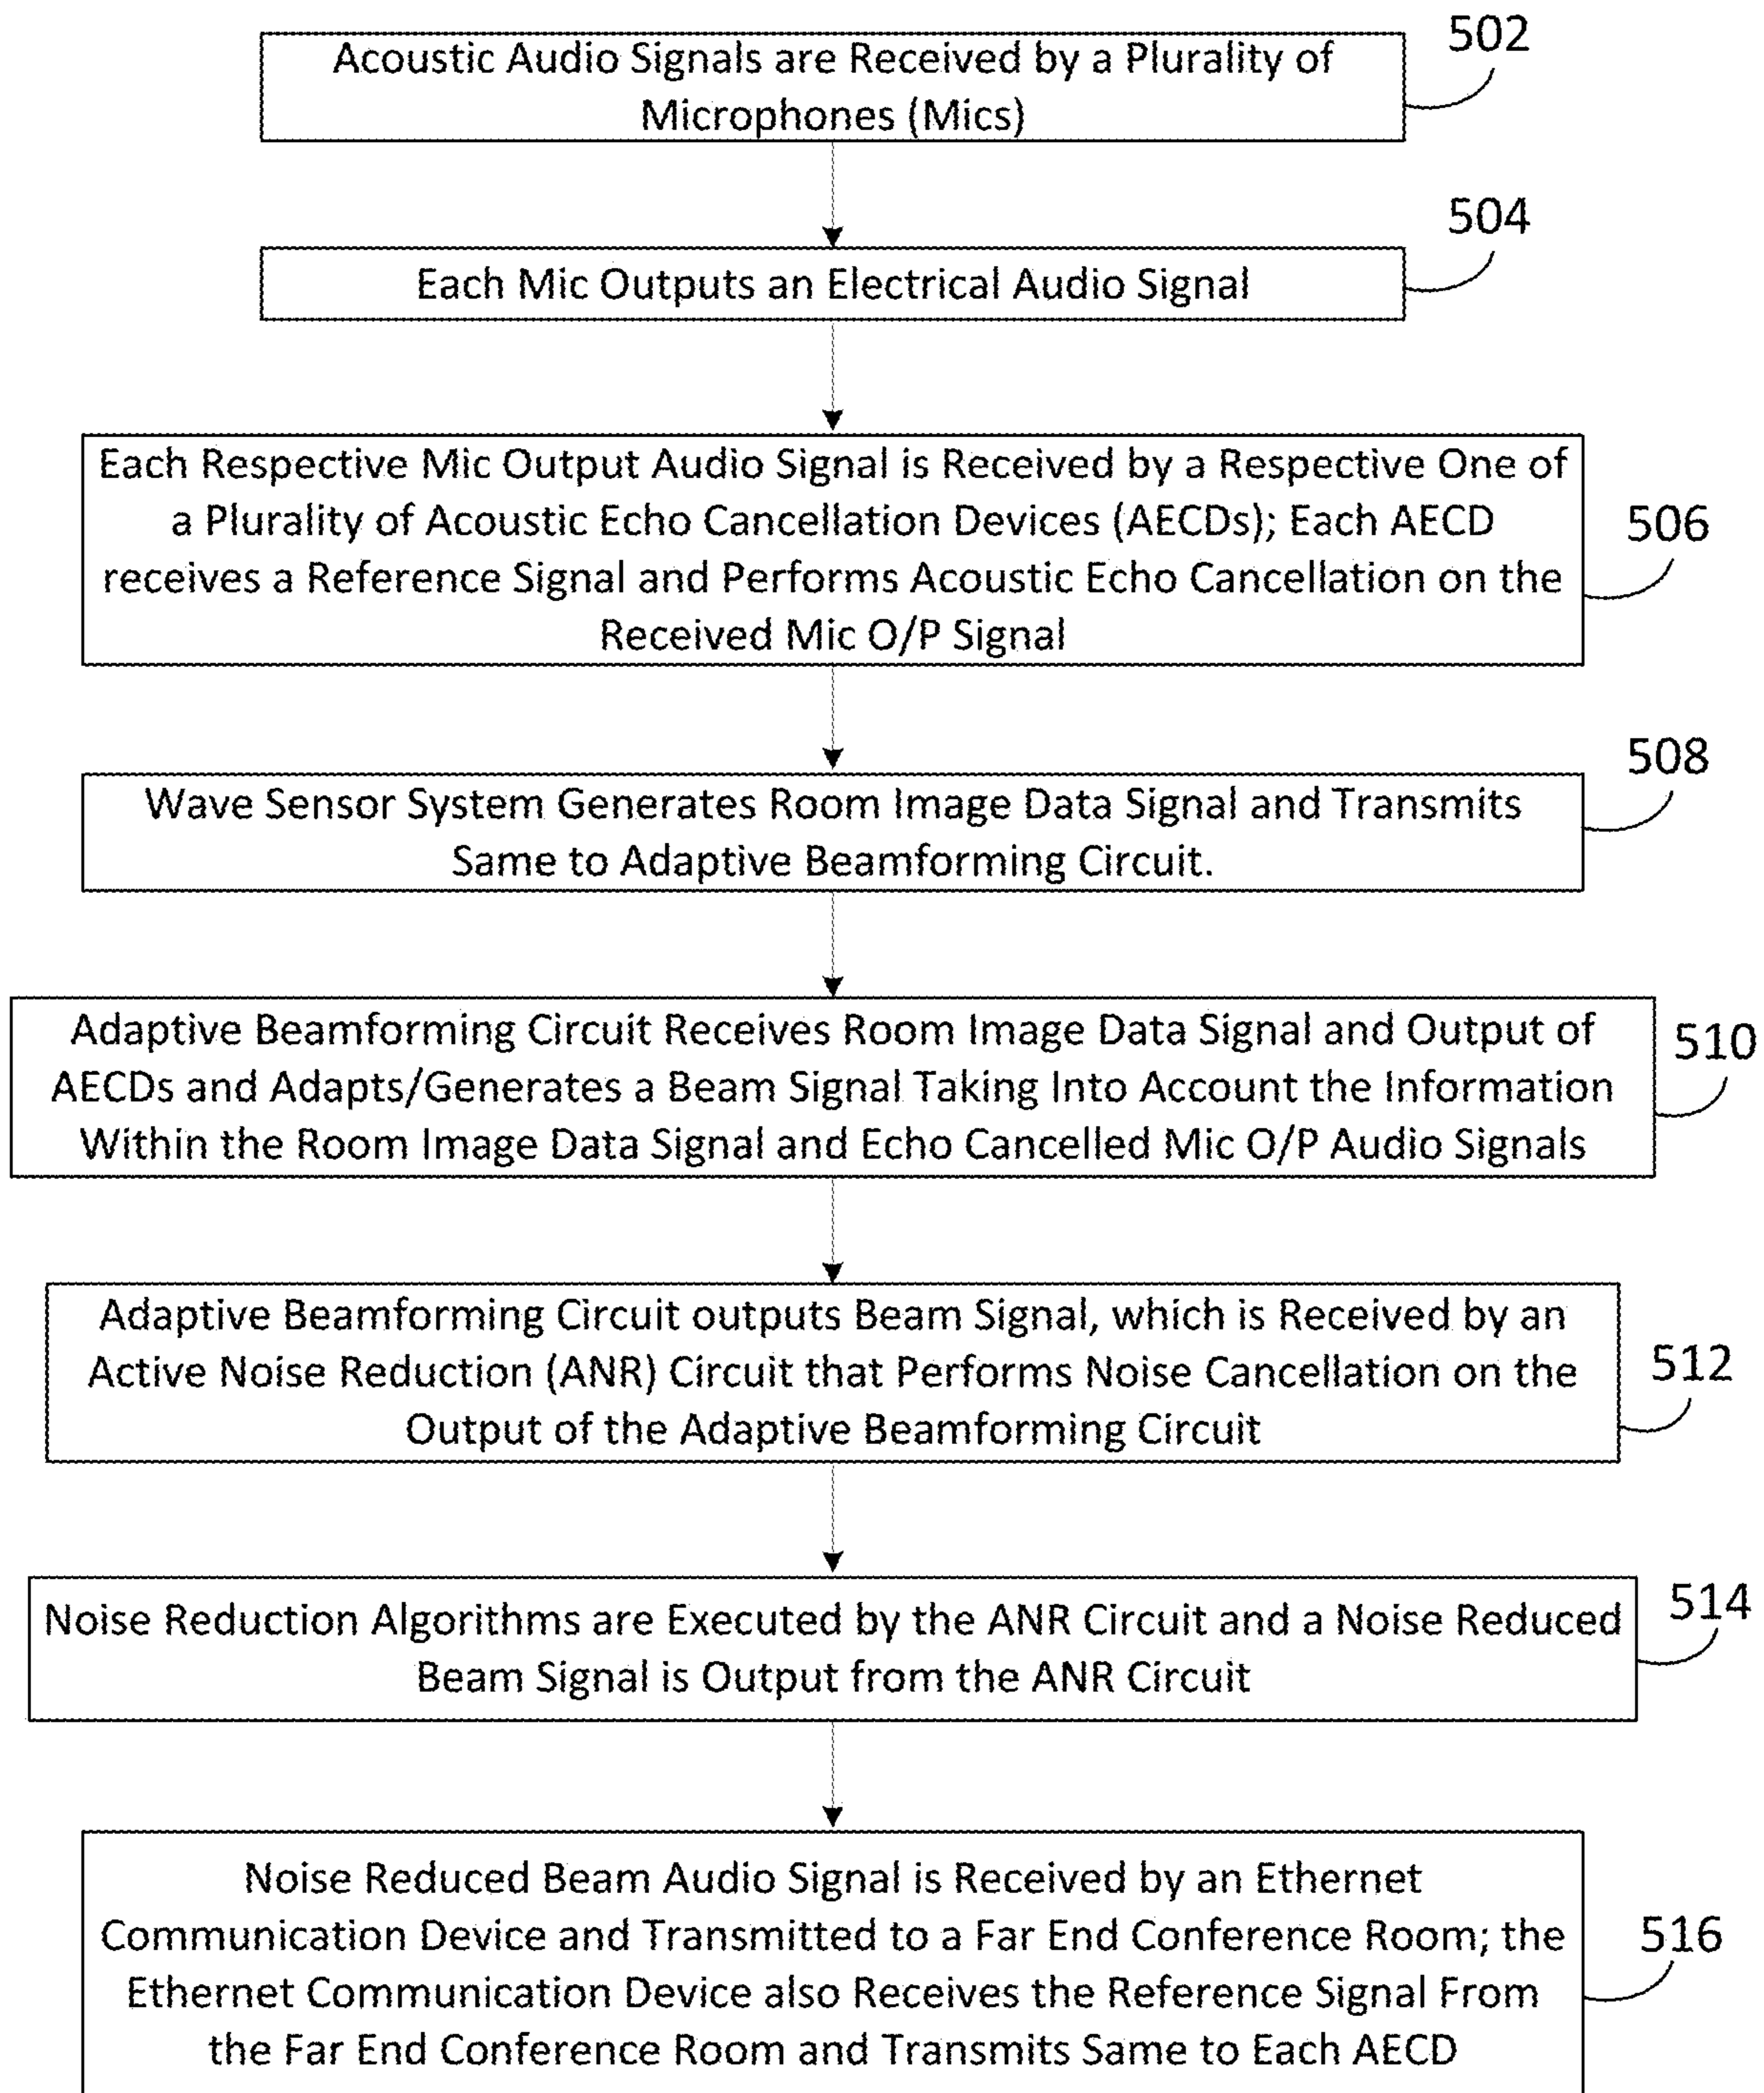 502
Acoustic Audio Signals are Received by a Plurality of
Microphones (Mics)
504
Each Mic Outputs an Electrical Audio Signal
Each Respective Mic Output Audio Signal is Received by a Respective One of
a Plurality of Acoustic Echo Cancellation Devices (AECDs); Each AECD
506
receives a Reference Signal and Performs Acoustic Echo Cancellation on the
Received Mic O/P Signal
508
Wave Sensor System Generates Room Image Data Signal and Transmits
Same to Adaptive Beamforming Circuit.
Adaptive Beamforming Circuit Receives Room Image Data Signal and Output of
510
AECDs and Adapts/Generates a Beam Signal Taking Into Account the Information
Within the Room Image Data Signal and Echo Cancelled Mic O/P Audio Signals
Adaptive Beamforming Circuit outputs Beam Signal, which is Received by an
Active Noise Reduction (ANR) Circuit that Performs Noise Cancellation on the
512
Output of the Adaptive Beamforming Circuit
514
Noise Reduction Algorithms are Executed by the ANR Circuit and a Noise Reduced
Beam Signal is Output from the ANR Circuit
Noise Reduced Beam Audio Signal is Received by an Ethernet
Communication Device and Transmitted to a Far End Conference Room; the
516
Ethernet Communication Device also Receives the Reference Signal From
the Far End Conference Room and Transmits Same to Each AECD